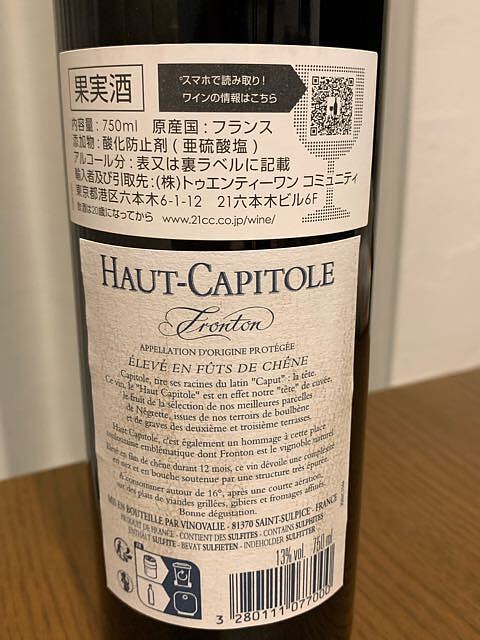 果実酒
スマホで読み取り!
ワインの情報はこちら
内容量:750ml 原産国:フランス
添加物:酸化防止剤(亜硫酸塩)
アルコール分:表又は裏ラベルに記載
輸入者及び引取先:(株)トゥエンティーワン コミュニティ
東京都港区六本木6-1-12 21六本木ビル6F
飲酒は20歳になってから www.21cc.co.jp/wine/
HAUT-CAPITOLE
Fronton
APPELLATION D'ORIGINE PROTÉGÉE
ÉLEVÉ EN FÛTS DE CHÊNE
Capitole, tire ses racines du latin "Caput" : la tête.
Ce vin, le "Haut Capitole" est en effet notre "tête" de cuvée,
le fruit de la sélection de nos meilleures parcelles
de Négrette, issues de nos terroirs de boulbène
et de graves des deuxième et troisième terrasses.
Haut Capitole, c'est également un hommage à cette place
toulousaine emblématique dont Fronton est le vignoble naturel.
Élevé en fût de chêne durant 12 mois, ce vin dévoile une complexité
en nez et en bouche soutenue par une structure très épurée.
A consommer autour de 16°, après une courte aération,
sur des plats de viandes grillées, gibiers et fromages affinés.
Bonne dégustation.
MIS EN BOUTEILLE PAR VINOVALIE - 81370 SAINT-SULPICE - FRANCE
PRODUIT DE FRANCE - CONTIENT DES SULFITES - CONTAINS SULPHITES
ENTHALT SULFITE - BEVAT SULFIETEN - INDEHOLDER SULFITTER
13% vol. 750 ml
3 280111 077000